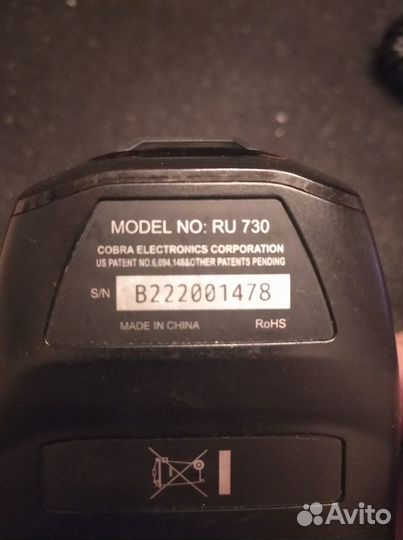 MODEL NO: RU 730
COBRA ELECTRONICS CORPORATION
US PATENT NO.6,094,148&OTHER PATENTS PENDING
S/N B222001478
MADE IN CHINA RoHS
Avito